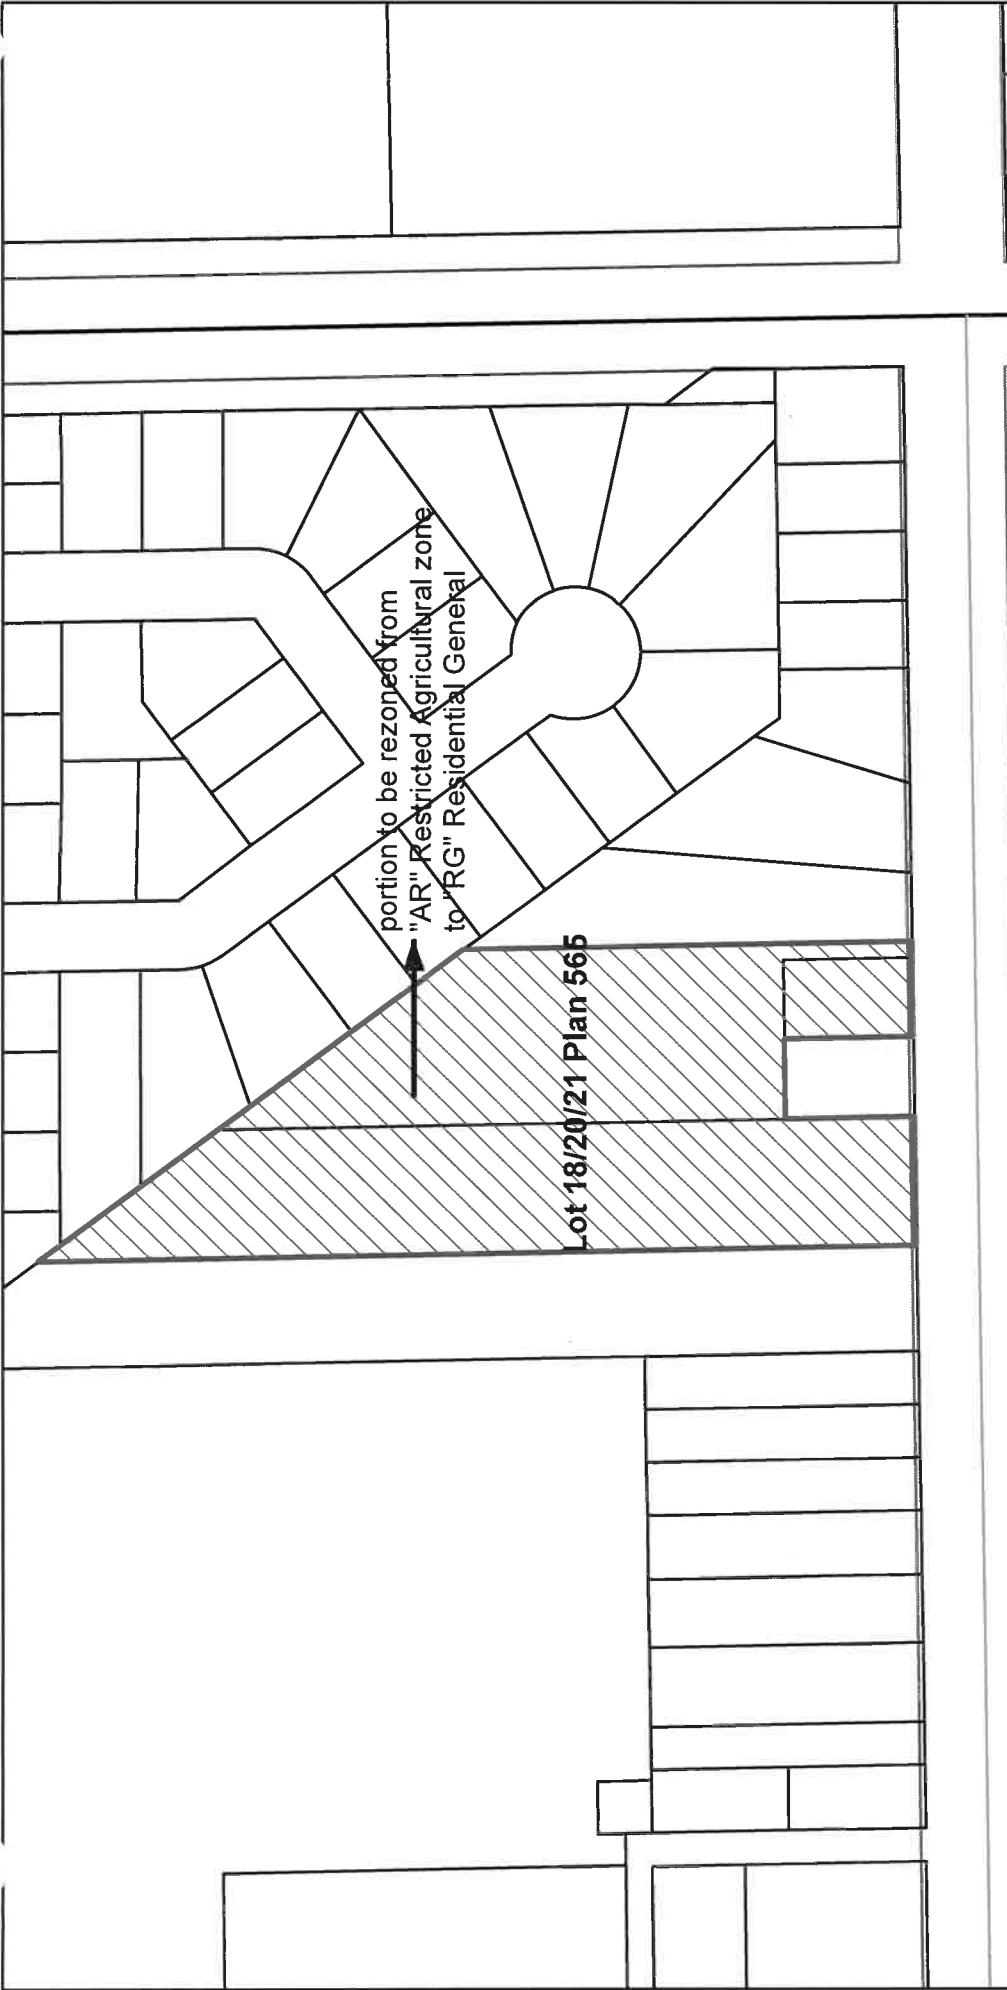 portion to be rezoned from
"AR" Restricted Agricultural zone
to "RG" Residential General
Lot 18/20/21 Plan 565